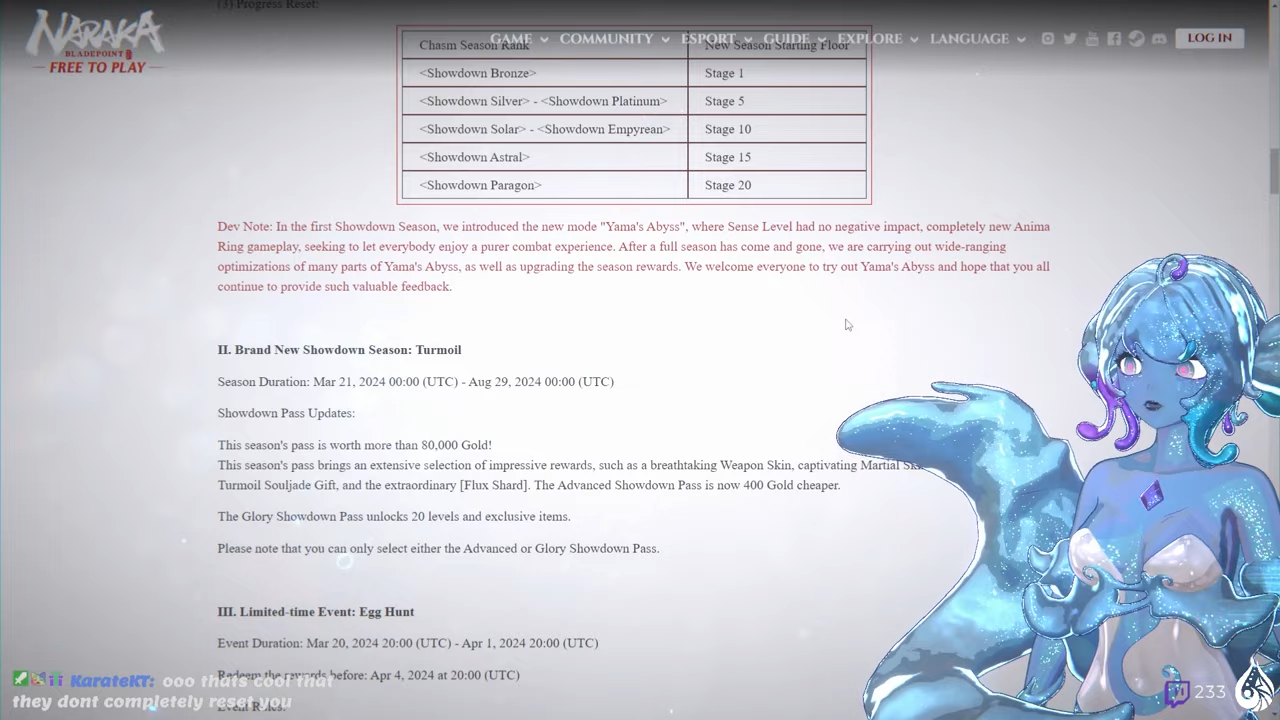 (3) Progress Reset:
NARAKA
BLADEPOINT
FREE TO PLAY
GAME
COMMUNITY
ESPORT
GUIDE
EXPLORE
LANGUAGE
LOG IN
Chasm Season Rank New Season Starting Floor
<Showdown Bronze> Stage 1
<Showdown Silver> - <Showdown Platinum> Stage 5
<Showdown Solar> - <Showdown Empyrean> Stage 10
<Showdown Astral> Stage 15
<Showdown Paragon> Stage 20
Dev Note: In the first Showdown Season, we introduced the new mode "Yama's Abyss", where Sense Level had no negative impact, completely new Anima
Ring gameplay, seeking to let everybody enjoy a purer combat experience. After a full season has come and gone, we are carrying out wide-ranging
optimizations of many parts of Yama's Abyss, as well as upgrading the season rewards. We welcome everyone to try out Yama's Abyss and hope that you all
continue to provide such valuable feedback.
II. Brand New Showdown Season: Turmoil
Season Duration: Mar 21, 2024 00:00 (UTC) - Aug 29, 2024 00:00 (UTC)
Showdown Pass Updates:
This season's pass is worth more than 80,000 Gold!
This season's pass brings an extensive selection of impressive rewards, such as a breathtaking Weapon Skin, captivating Martial
Turmoil Souljade Gift, and the extraordinary [Flux Shard]. The Advanced Showdown Pass is now 400 Gold cheaper.
The Glory Showdown Pass unlocks 20 levels and exclusive items.
Please note that you can only select either the Advanced or Glory Showdown Pass.
III. Limited-time Event: Egg Hunt
Event Duration: Mar 20, 2024 20:00 (UTC) - Apr 1, 2024 20:00 (UTC)
Redeem the rewards before: Apr 4, 2024 at 20:00 (UTC)
Event Rules:
KarateKT: ooo thats cool that
they dont completely reset you
233